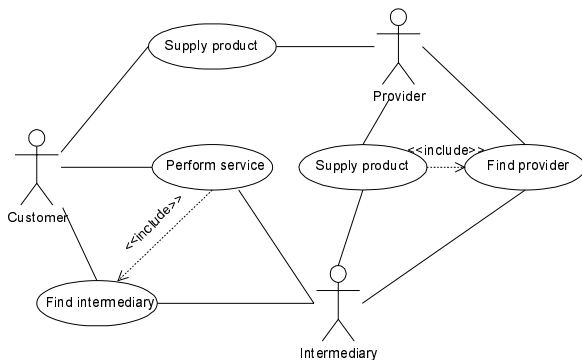 Supply product
Provider
<<include>>
Perform service
Supply product
Find provider
Customer
<<include>>
Find intermediary
Intermediary